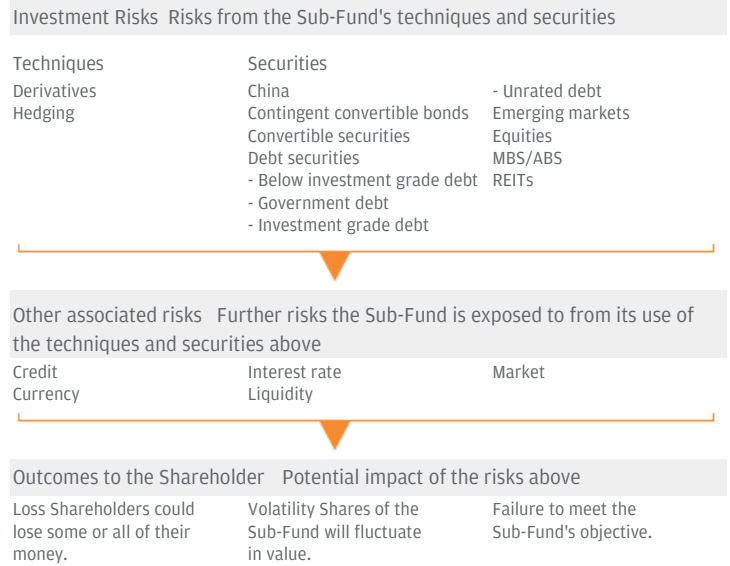 Investment Risks Risks from the Sub-Fund's techniques and securities
Techniques
Derivatives
Hedging
Securities
China
Contingent convertible bonds
Convertible securities
Debt securities
- Below investment grade debt
- Government debt
- Investment grade debt
- Unrated debt
Emerging markets
Equities
MBS/ABS
REITs
Other associated risks Further risks the Sub-Fund is exposed to from its use of
the techniques and securities above
Credit
Currency
Interest rate
Liquidity
Market
Outcomes to the Shareholder Potential impact of the risks above
Loss Shareholders could
lose some or all of their
money.
Volatility Shares of the
Sub-Fund will fluctuate
in value.
Failure to meet the
Sub-Fund's objective.